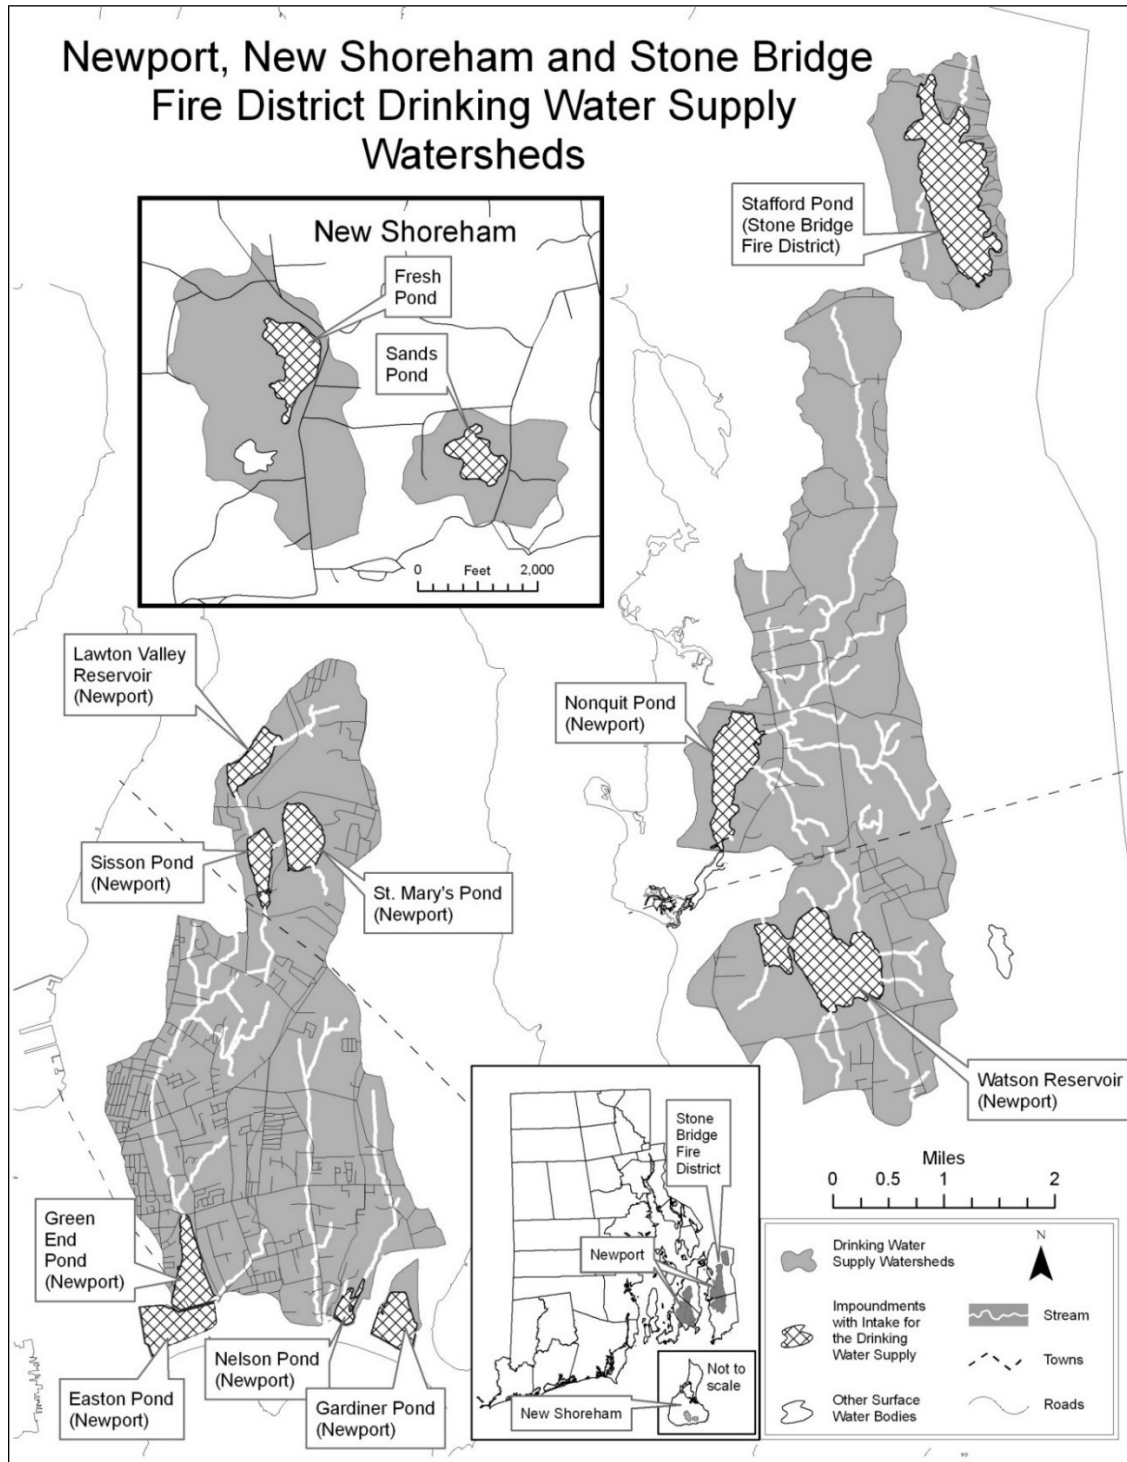 Newport, New Shoreham and Stone Bridge
Fire District Drinking Water Supply
Watersheds
Stafford Pond
(Stone Bridge
Fire District)
New Shoreham
Fresh
Pond
Sands
Pond
0 Feet 2,000
Lawton Valley
Reservoir
(Newport)
Nonquit Pond
(Newport)
Sisson Pond
(Newport)
St. Mary's Pond
(Newport)
Watson Reservoir
(Newport)
Green
End
Pond
(Newport)
Easton Pond
(Newport)
Nelson Pond
(Newport)
Gardiner Pond
(Newport)
Stone
Bridge
Fire
District
Newport
Not to
scale
New Shoreham
Miles
0 0.5 1 2
Drinking Water
Supply Watersheds
N
Impoundments
with Intake for
the Drinking
Water Supply
Stream
Towns
Other Surface
Water Bodies
Roads